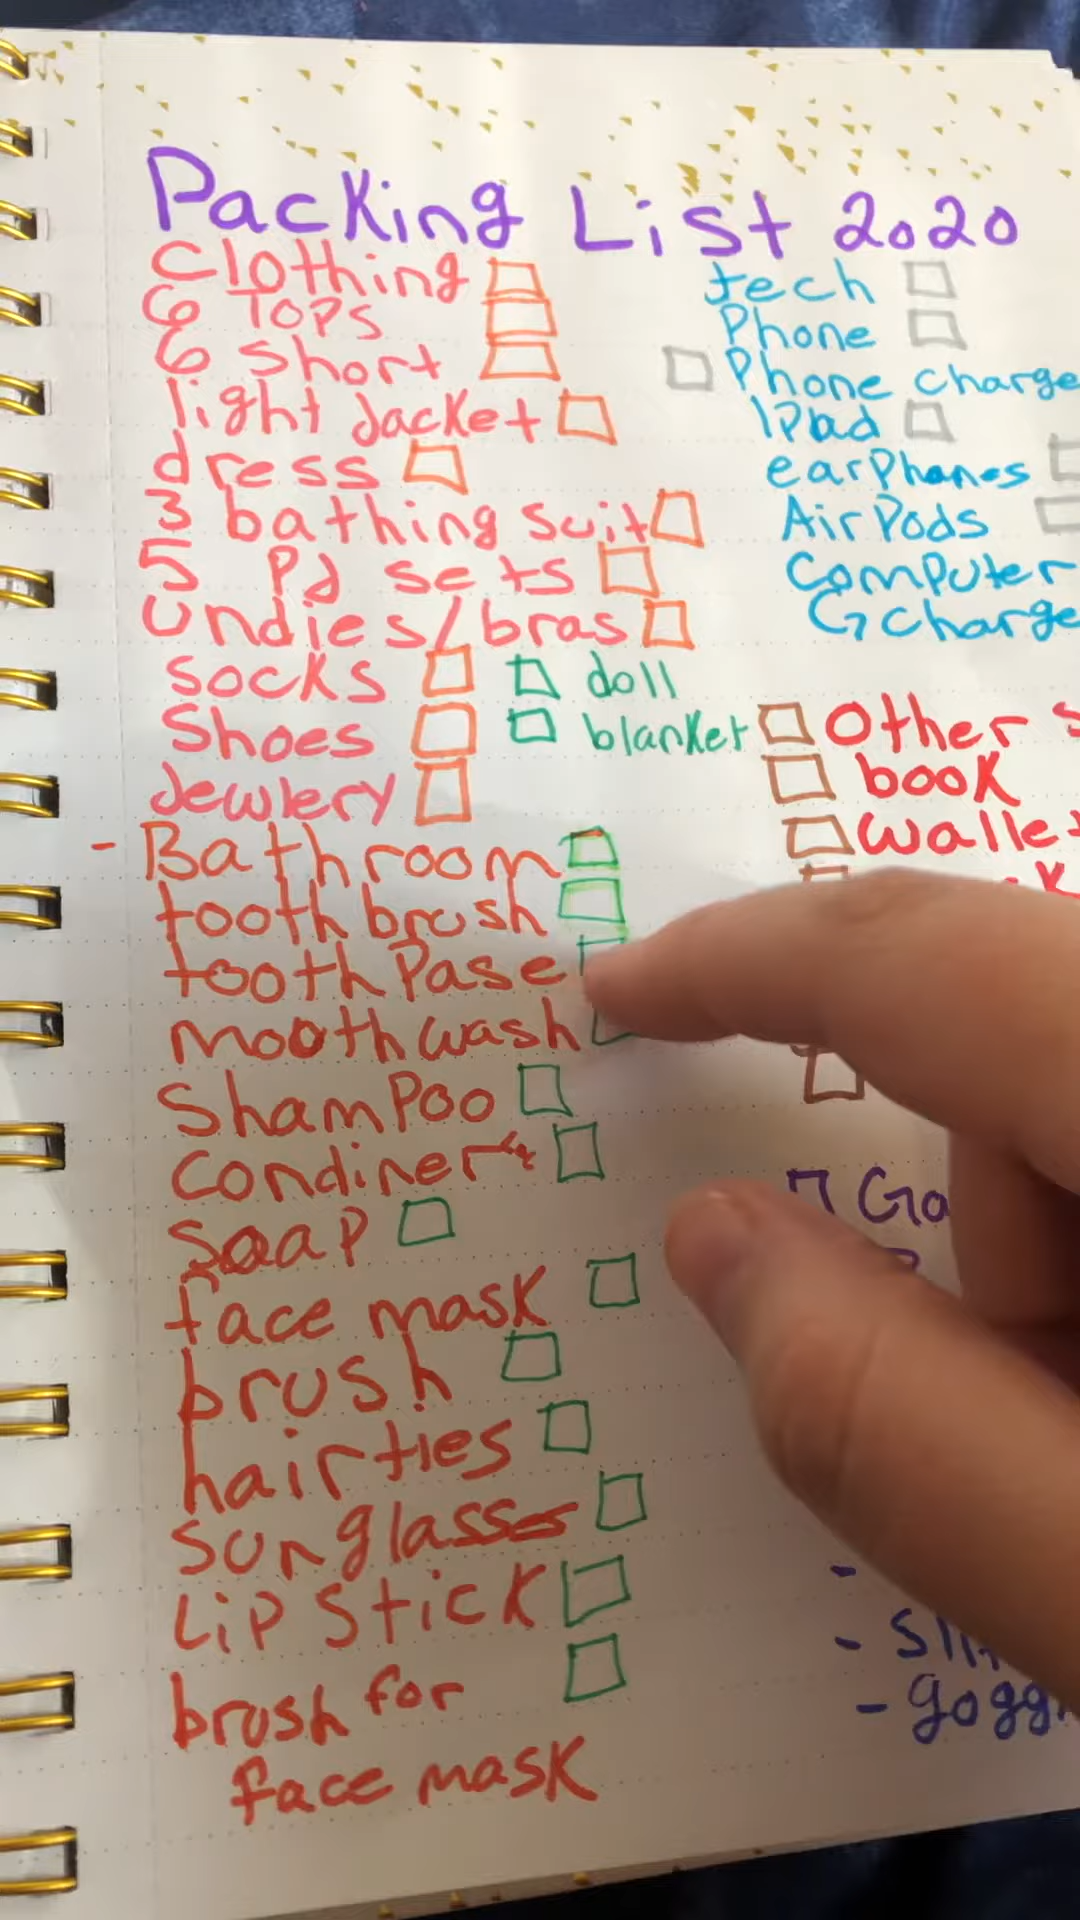 Packing List 2020
Clothing
6 Tops
6 short
light Jacket
dress
3 bathing suit
5 PJ sets
Undies/bras
socks
Shoes
Jewlery
doll
blanket
- Bathroom
tooth brush
tooth Pase
moothwash
ShamPoo
Condiner
Soap
face mask
brush
hairties
sunglasses
Lip Stick
brush for
face mask
tech
Phone
Phone charge
IPad
earPhones
AirPods
Computer
G charge
Other s
book
walle
Go